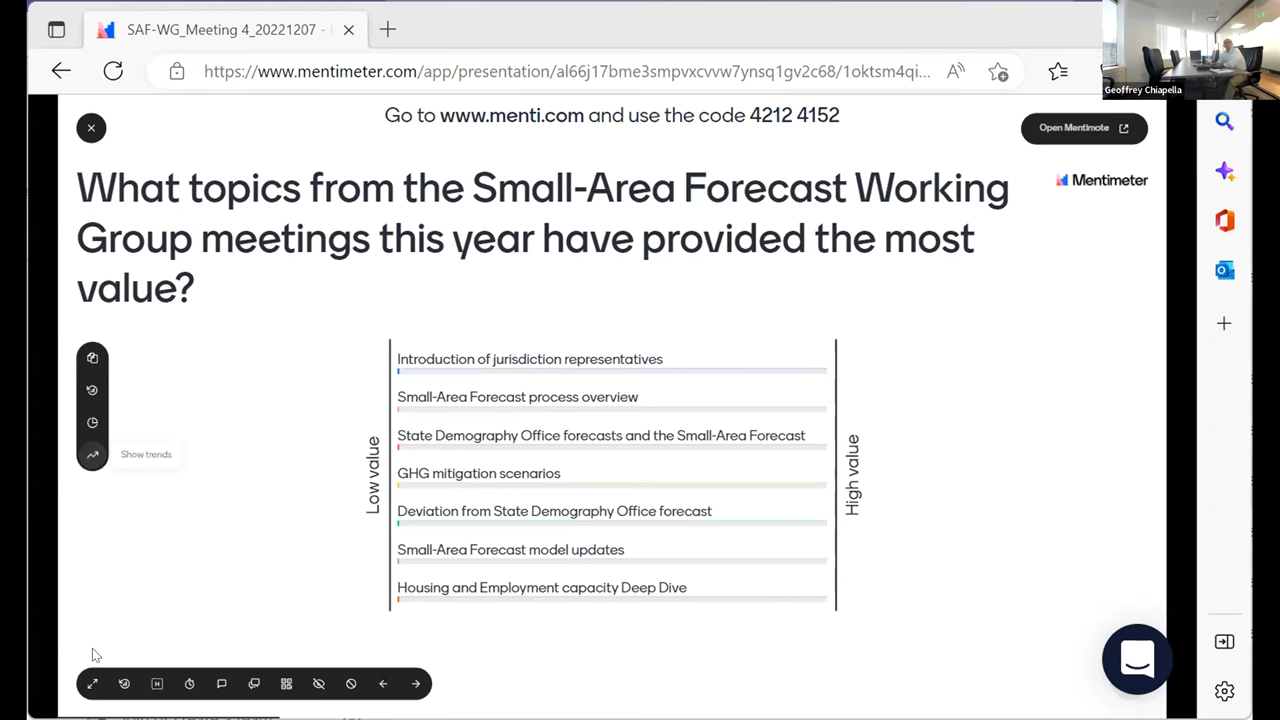 SAF-WG_Meeting 4_20221207 -
https://www.mentimeter.com/app/presentation/al66j17bme3smpvxcvvw7ynsq1gv2c68/1oktsm4qi...
Geoffrey Chiapella
Go to www.menti.com and use the code 4212 4152
Open Mentimote
Mentimeter
What topics from the Small-Area Forecast Working
Group meetings this year have provided the most
value?
Introduction of jurisdiction representatives
Small-Area Forecast process overview
State Demography Office forecasts and the Small-Area Forecast
Show trends
GHG mitigation scenarios
Low value
High value
Deviation from State Demography Office forecast
Small-Area Forecast model updates
Housing and Employment capacity Deep Dive
H